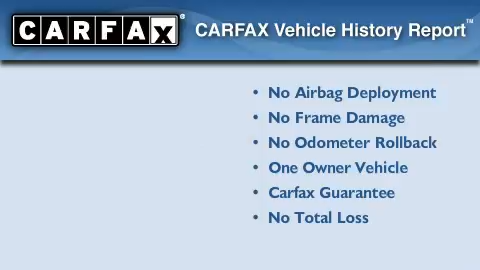 CARFAX® CARFAX Vehicle History Report™
• No Airbag Deployment
• No Frame Damage
• No Odometer Rollback
• One Owner Vehicle
• Carfax Guarantee
• No Total Loss